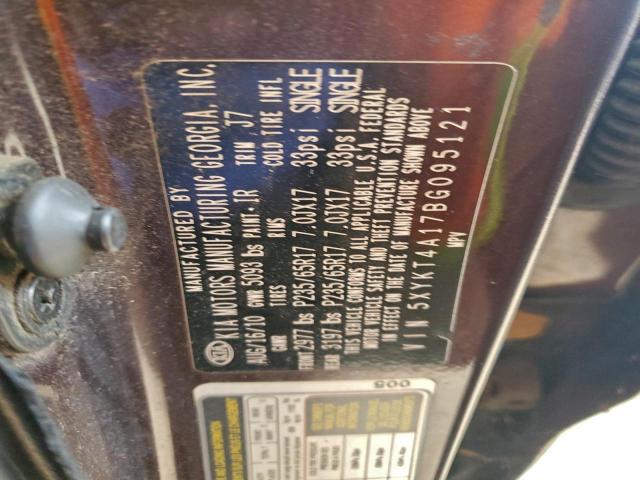 MANUFACTURED BY
KIA MOTORS MANUFACTURING GEORGIA, INC.
AUG/16/10 GVWR 5093 lbs PAINT: IR TRIM J7
GAWR TIRES RIMS COLD TIRE INFL
FRONT 2977 lbs P235/65R17 7.0JX17 33psi SINGLE
REAR 3197 lbs P235/65R17 7.0JX17 33psi SINGLE
THIS VEHICLE CONFORMS TO ALL APPLICABLE U.S.A. FEDERAL
MOTOR VEHICLE SAFETY AND THEFT PREVENTION STANDARDS
IN EFFECT ON THE DATE OF MANUFACTURE SHOWN ABOVE
VIN 5XYKT4A17BG095121
MPV
005